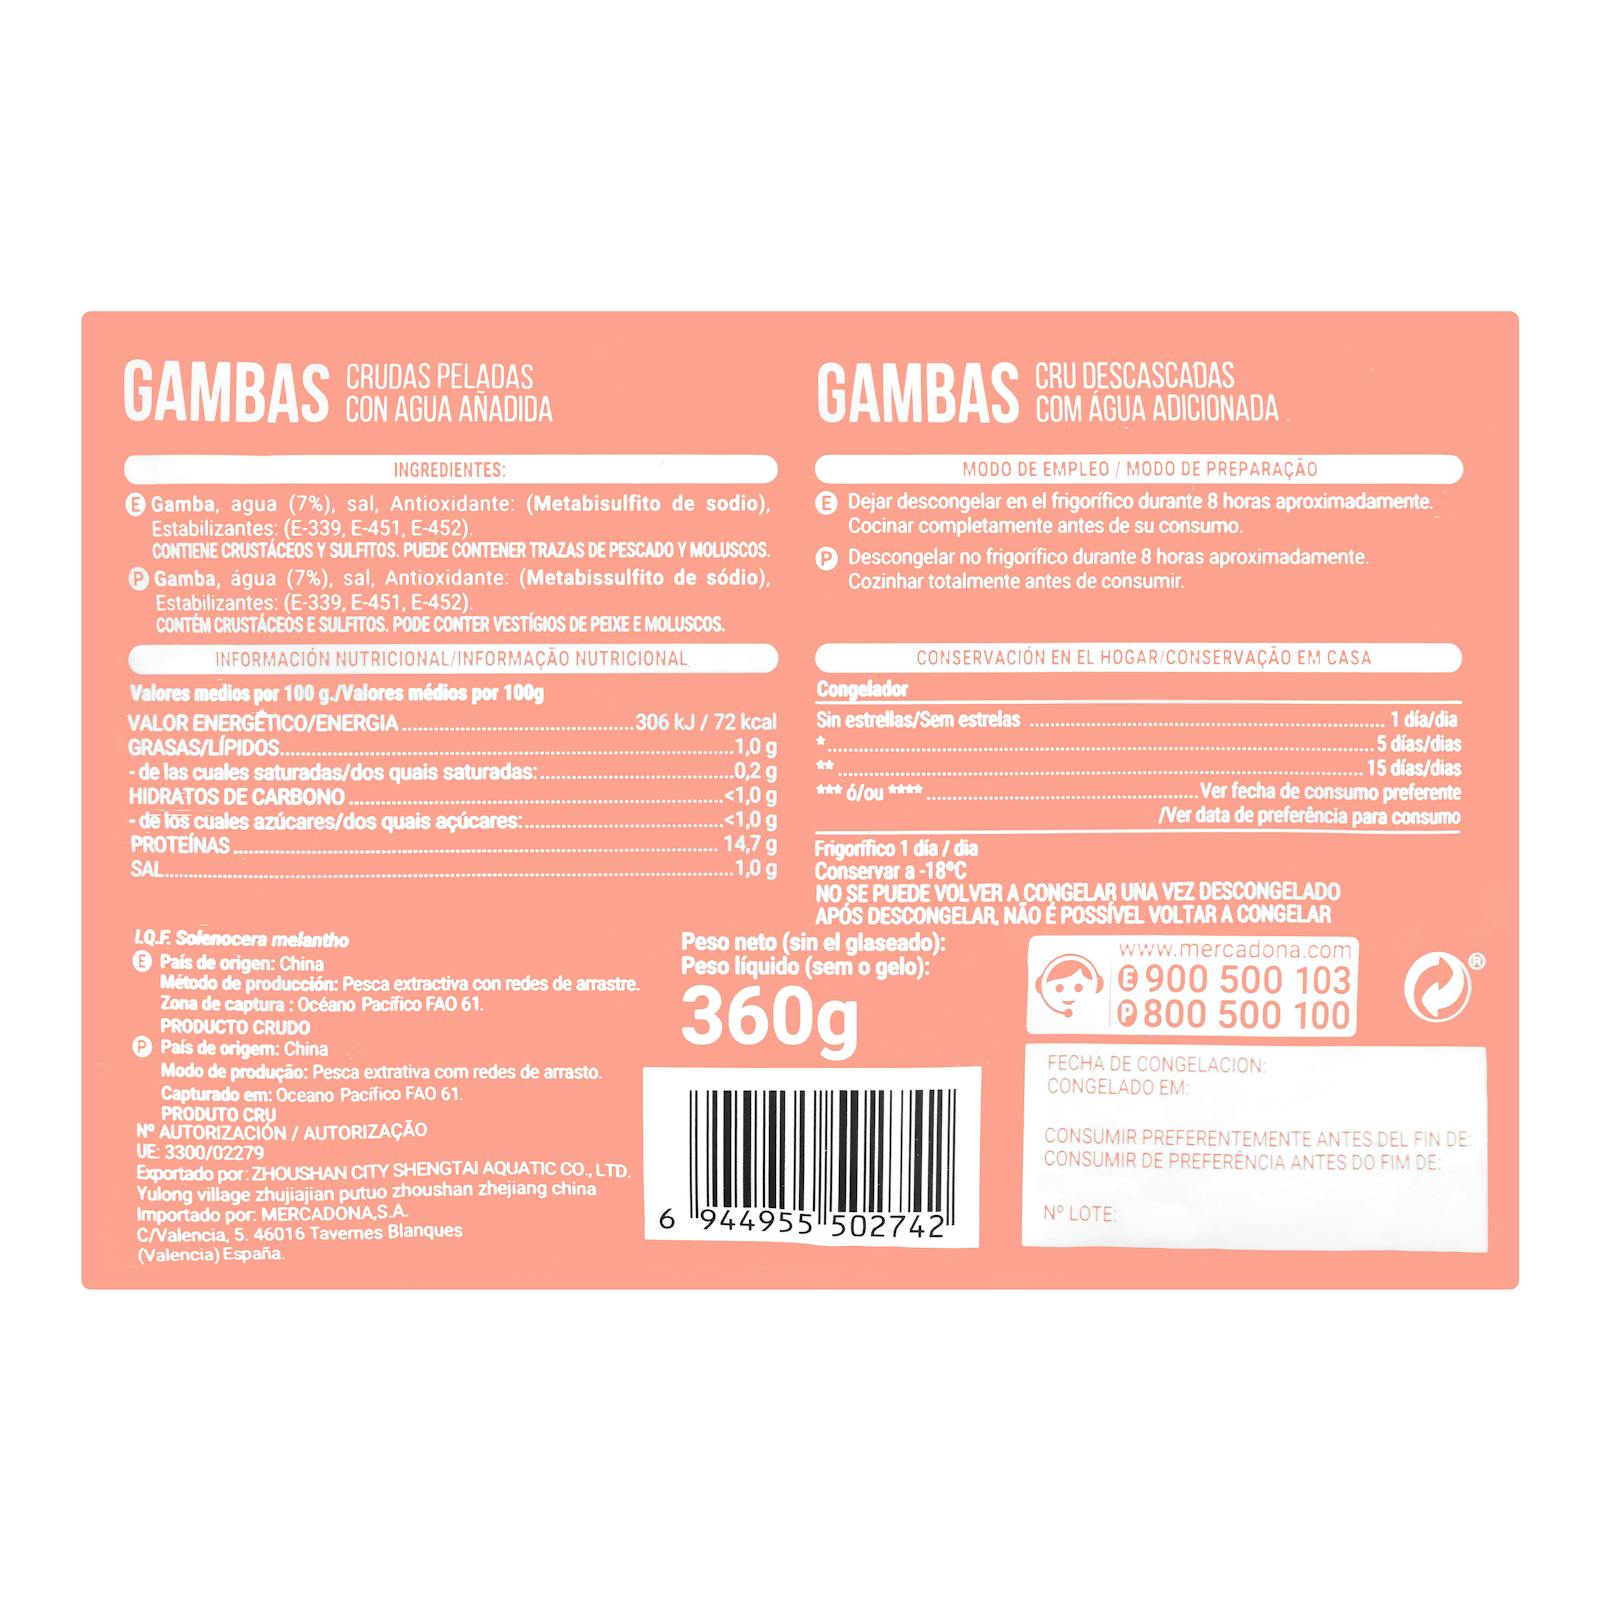 GAMBAS CRUDAS PELADAS
CON AGUA AÑADIDA
INGREDIENTES:
E Gamba, agua (7%), sal, Antioxidante: (Metabisulfito de sodio),
Estabilizantes: (E-339, E-451, E-452).
CONTIENE CRUSTÁCEOS Y SULFITOS. PUEDE CONTENER TRAZAS DE PESCADO Y MOLUSCOS.
P Gamba, água (7%), sal, Antioxidante: (Metabissulfito de sódio),
Estabilizantes: (E-339, E-451, E-452).
CONTÉM CRUSTÁCEOS E SULFITOS. PODE CONTER VESTÍGIOS DE PEIXE E MOLUSCOS.
INFORMACIÓN NUTRICIONAL/INFORMAÇÃO NUTRICIONAL
Valores medios por 100 g./Valores médios por 100g
VALOR ENERGÊTICO/ENERGIA ........ 306 kJ / 72 kcal
GRASAS/LÍPIDOS........ 1,0 g
- de las cuales saturadas/dos quais saturadas:........ 0,2 g
HIDRATOS DE CARBONO ........ <1,0 g
- de los cuales azúcares/dos quais açúcares:........ <1,0 g
PROTEÍNAS ........ 14,7 g
SAL........ 1,0 g
GAMBAS CRU DESCASCADAS
COM ÁGUA ADICIONADA
MODO DE EMPLEO / MODO DE PREPARAÇÃO
E Dejar descongelar en el frigorífico durante 8 horas aproximadamente.
Cocinar completamente antes de su consumo.
P Descongelar no frigorífico durante 8 horas aproximadamente.
Cozinhar totalmente antes de consumir.
CONSERVACIÓN EN EL HOGAR/CONSERVAÇÃO EM CASA
Congelador
Sin estrellas/Sem estrelas ........ 1 día/dia
* ........ 5 días/dias
** ........ 15 días/dias
*** ó/ou **** ........ Ver fecha de consumo preferente
/Ver data de preferência para consumo
Frigorífico 1 día / dia
Conservar a -18ºC
NO SE PUEDE VOLVER A CONGELAR UNA VEZ DESCONGELADO
APÓS DESCONGELAR, NÃO É POSSÍVEL VOLTAR A CONGELAR
I.Q.F. Solenocera melantho
E País de origen: China
Método de producción: Pesca extractiva con redes de arrastre.
Zona de captura : Océano Pacífico FAO 61.
PRODUCTO CRUDO
P País de origem: China
Modo de produção: Pesca extrativa com redes de arrasto.
Capturado em: Oceano Pacífico FAO 61.
PRODUTO CRU
Nº AUTORIZACIÓN / AUTORIZAÇÃO
UE: 3300/02279
Exportado por: ZHOUSHAN CITY SHENGTAI AQUATIC CO., LTD.
Yulong village zhujiajian putuo zhoushan zhejiang china
Importado por: MERCADONA,S.A.
C/Valencia, 5. 46016 Tavernes Blanques
(Valencia) España.
Peso neto (sin el glaseado):
Peso líquido (sem o gelo):
360g
6 944955 502742
www.mercadona.com
E 900 500 103
P 800 500 100
®
FECHA DE CONGELACION:
CONGELADO EM:
CONSUMIR PREFERENTEMENTE ANTES DEL FIN DE:
CONSUMIR DE PREFERÊNCIA ANTES DO FIM DE:
Nº LOTE: